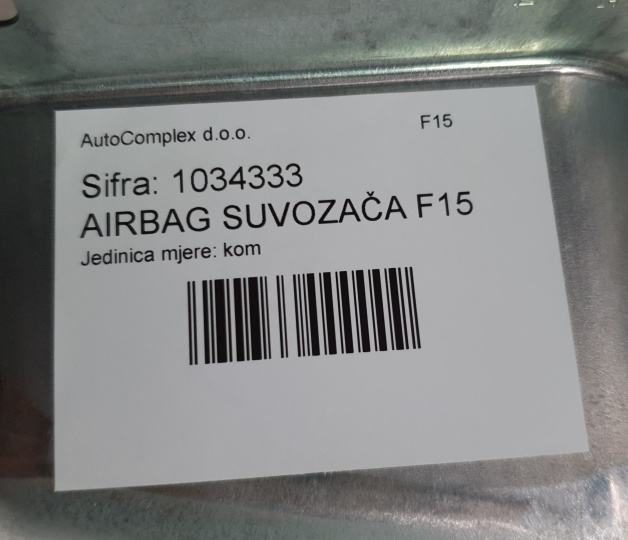 AutoComplex d.o.o. F15
Sifra: 1034333
AIRBAG SUVOZAČA F15
Jedinica mjere: kom